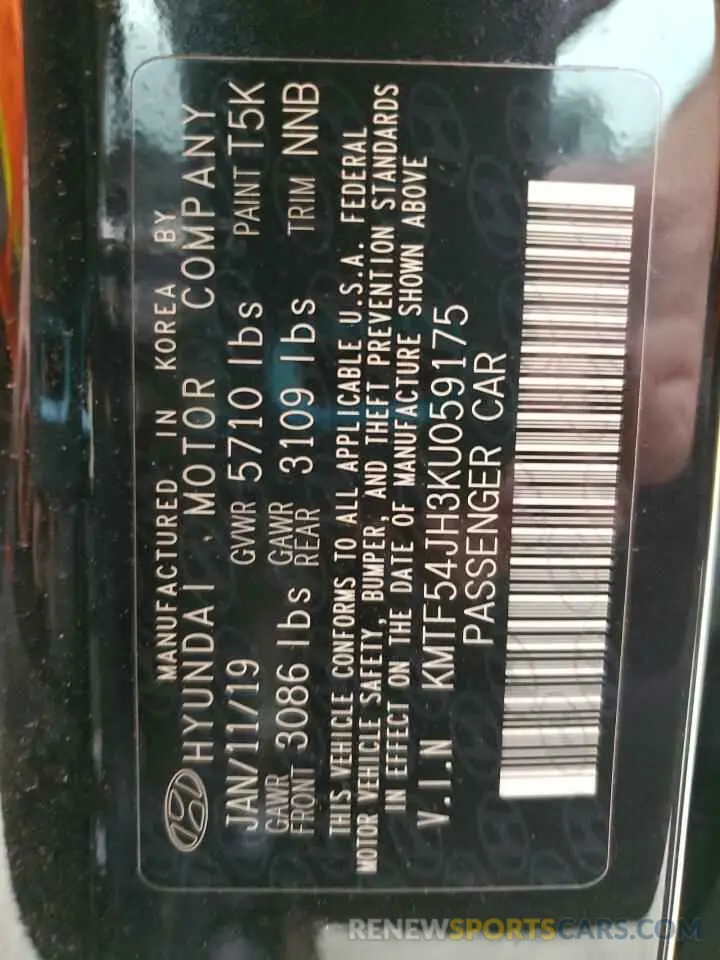 MANUFACTURED IN KOREA BY
HYUNDAI MOTOR COMPANY
JAN/11/19 GVWR 5710 lbs PAINT T5K
GAWR FRONT 3086 lbs GAWR REAR 3109 lbs TRIM NNB
THIS VEHICLE CONFORMS TO ALL APPLICABLE U.S.A. FEDERAL
MOTOR VEHICLE SAFETY, BUMPER, AND THEFT PREVENTION STANDARDS
IN EFFECT ON THE DATE OF MANUFACTURE SHOWN ABOVE
V.I.N KMTF54JH3KU059175
PASSENGER CAR
RENEWSPORTSCARS.COM